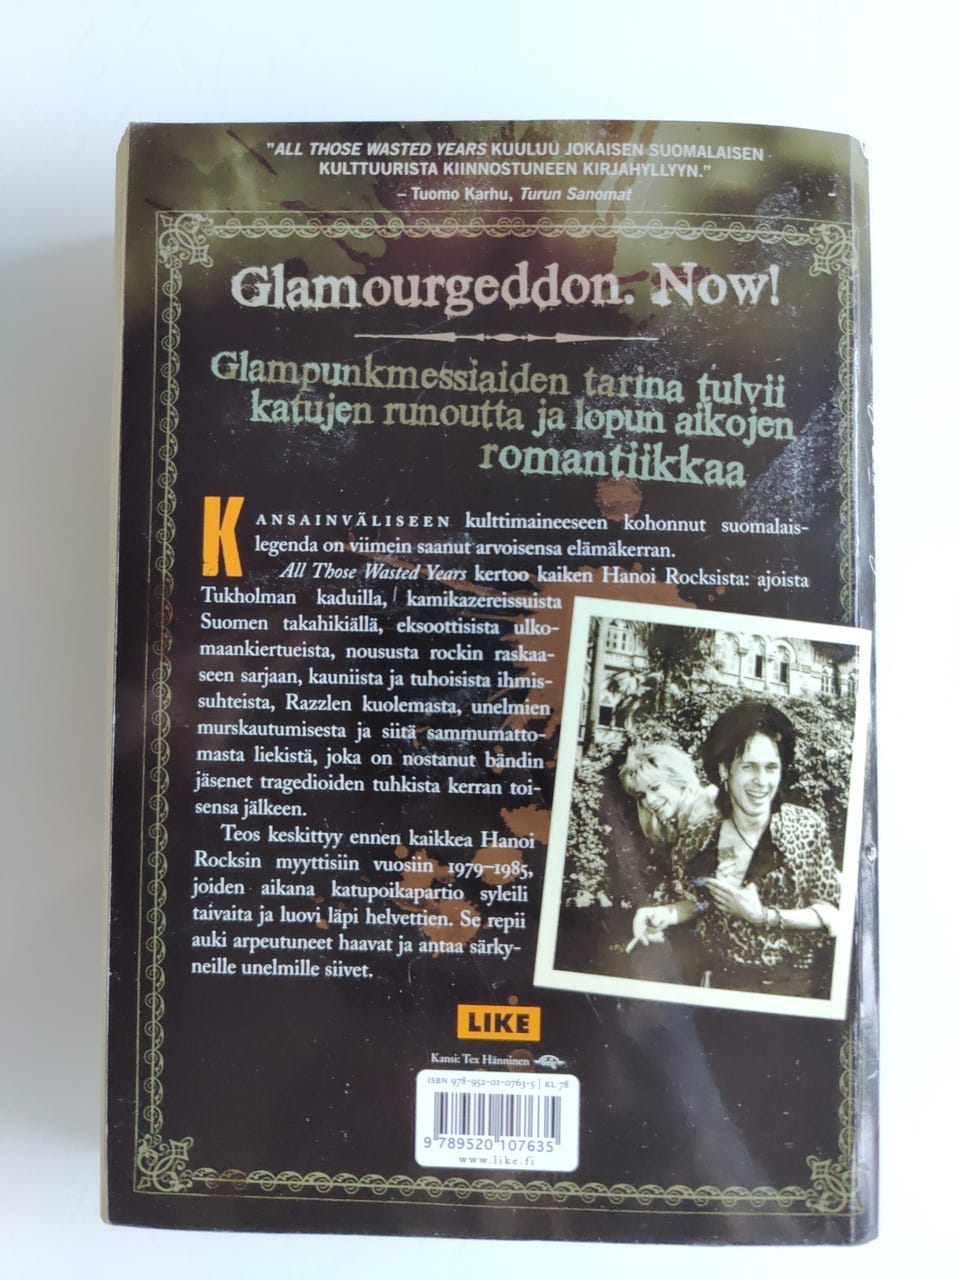 "ALL THOSE WASTED YEARS KUULUU JOKAISEN SUOMALAISEN
KULTTUURISTA KIINNOSTUNEEN KIRJAHYLLYYN."
– Tuomo Karhu, Turun Sanomat
Glamourgeddon. Now!
Glampunkmessiaiden tarina tulvii
katujen runoutta ja lopun aikojen
romantiikkaa
KANSAINVÄLISEEN kulttimaineeseen kohonnut suomalais-
legenda on viimein saanut arvoisensa elämäkerran.
All Those Wasted Years kertoo kaiken Hanoi Rocksista: ajoista
Tukholman kaduilla, kamikazereissuista
Suomen takahikiällä, eksoottisista ulko-
maankiertueista, noususta rockin raskaa-
seen sarjaan, kauniista ja tuhoisista ihmis-
suhteista, Razzlen kuolemasta, unelmien
murskautumisesta ja siitä sammumatto-
masta liekistä, joka on nostanut bändin
jäsenet tragedioiden tuhkista kerran toi-
sensa jälkeen.
Teos keskittyy ennen kaikkea Hanoi
Rocksin myyttisiin vuosiin 1979–1985,
joiden aikana katupoikapartio syleili
taivaita ja luovi läpi helvettien. Se repii
auki arpeutuneet haavat ja antaa särky-
neille unelmille siivet.
LIKE
Kansi: Tex Hänninen
ISBN 978-952-01-0763-5 | KL 78
9 789520 107635
www.like.fi